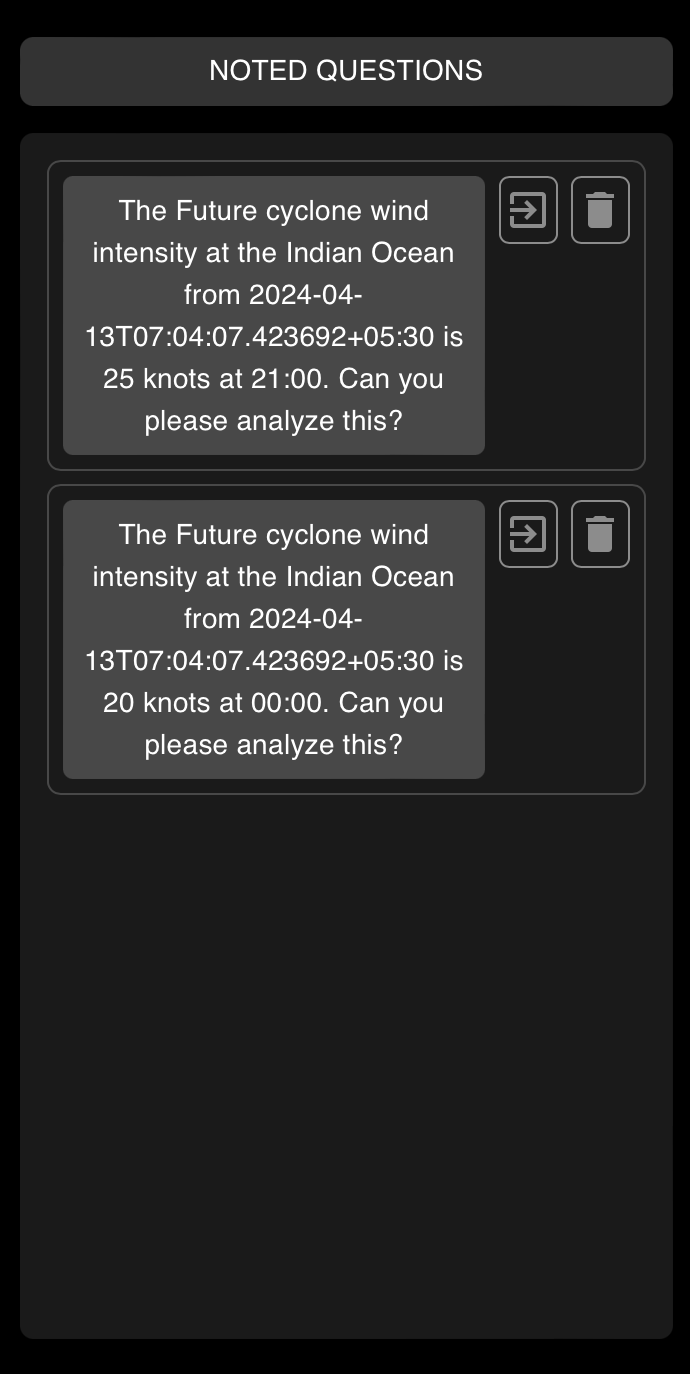 NOTED QUESTIONS
The Future cyclone wind
intensity at the Indian Ocean
from 2024-04-
13T07:04:07.423692+05:30 is
25 knots at 21:00. Can you
please analyze this?
The Future cyclone wind
intensity at the Indian Ocean
from 2024-04-
13T07:04:07.423692+05:30 is
20 knots at 00:00. Can you
please analyze this?